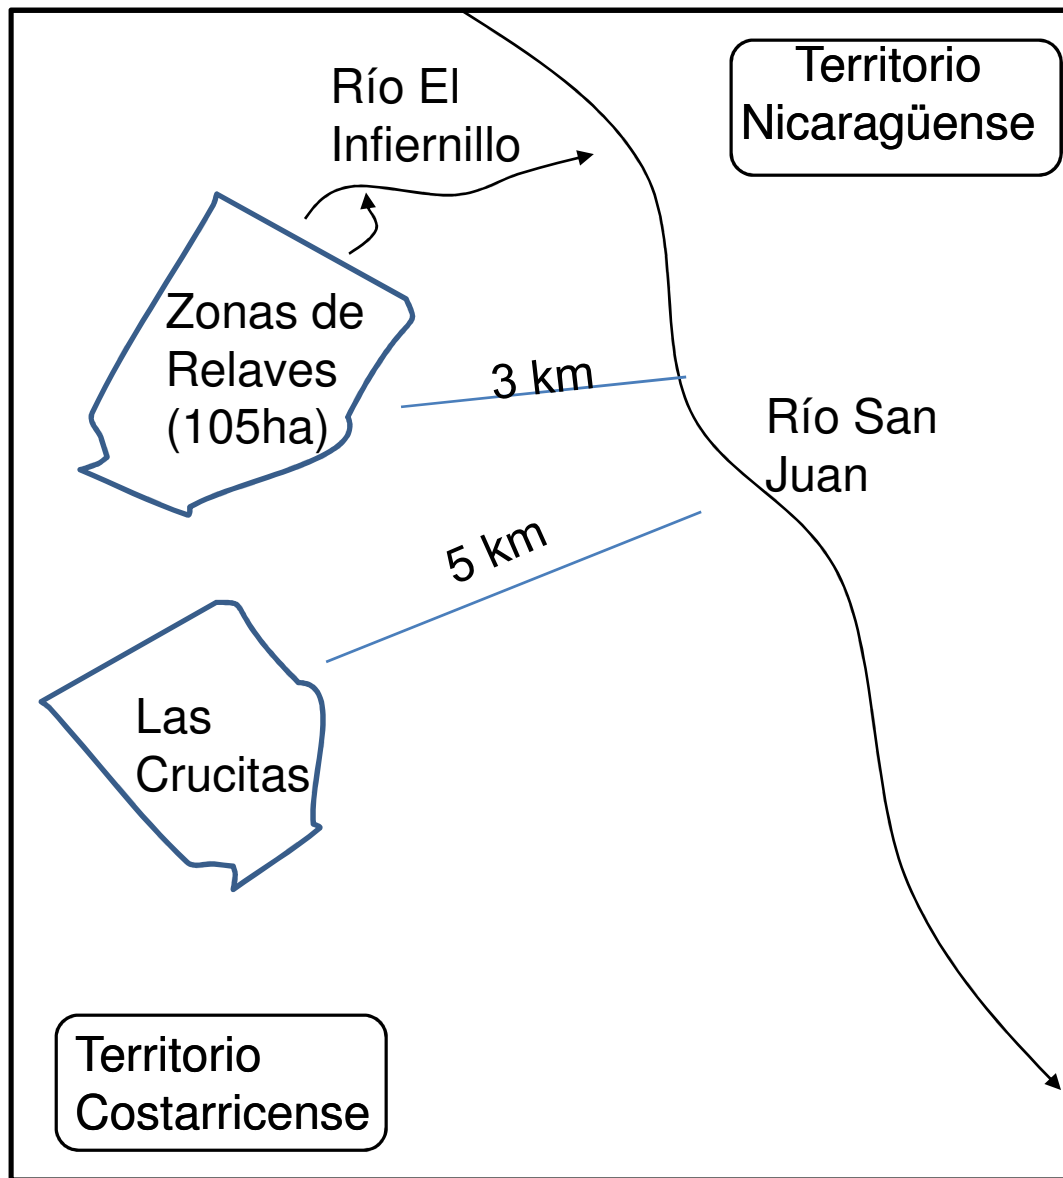 Río El
Infiernillo
Territorio
Nicaragüense
Zonas de
Relaves
(105ha)
3 km
Río San
Juan
5 km
Las
Crucitas
Territorio
Costarricense